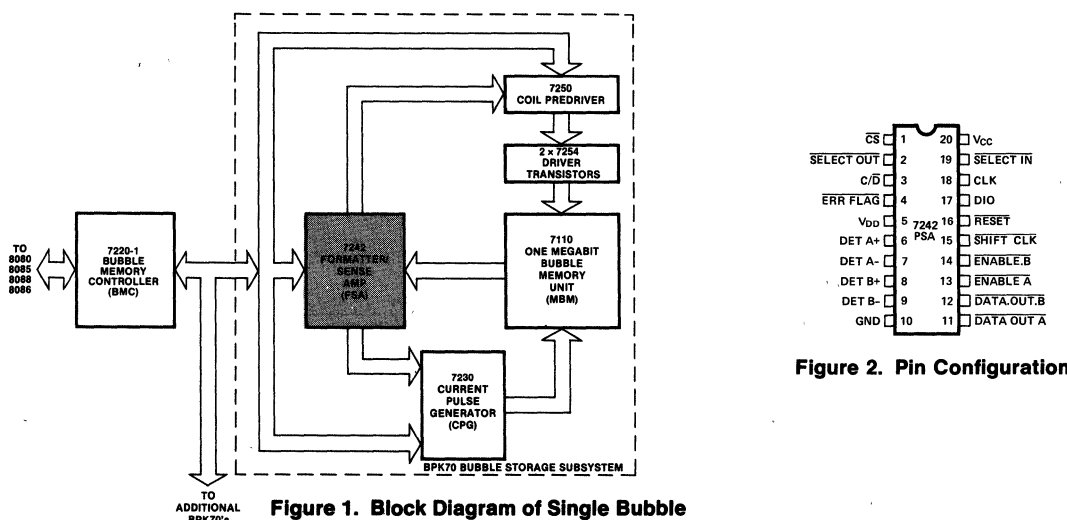 7250
COIL PREDRIVER
2 x 7254
DRIVER
TRANSISTORS
TO
8080
8085
8088
8086
7220-1
BUBBLE
MEMORY
CONTROLLER
(BMC)
7242
FORMATTER/
SENSE
AMP
(FSA)
7110
ONE MEGABIT
BUBBLE
MEMORY
UNIT
(MBM)
7230
CURRENT
PULSE
GENERATOR
(CPG)
BPK70 BUBBLE STORAGE SUBSYSTEM
TO
ADDITIONAL
BPK70's
Figure 1. Block Diagram of Single Bubble
CS 1 20 VCC
SELECT OUT 2 19 SELECT IN
C/D 3 18 CLK
ERR FLAG 4 17 DIO
VDD 5 16 RESET
7242
PSA
DET A+ 6 15 SHIFT CLK
DET A- 7 14 ENABLE.B
DET B+ 8 13 ENABLE A
DET B- 9 12 DATA.OUT.B
GND 10 11 DATA OUT A
Figure 2. Pin Configuration